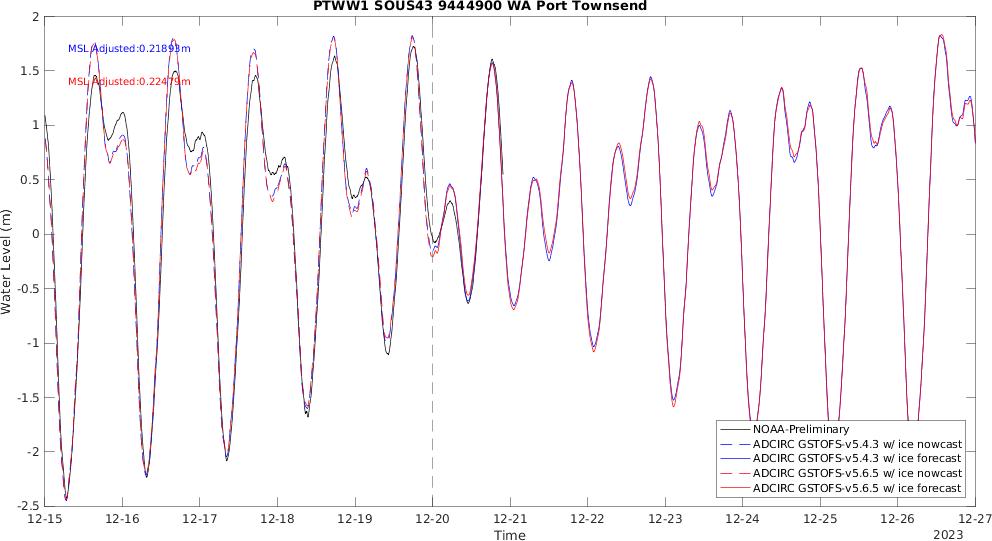 PTWW1 SOUS43 9444900 WA Port Townsend
2
1.5
1
0.5
0
-0.5
-1
-1.5
-2
-2.5
Water Level (m)
MSL Adjusted:0.21893m
MSL Adjusted:0.22479m
NOAA-Preliminary
ADCIRC GSTOFS-v5.4.3 w/ ice nowcast
ADCIRC GSTOFS-v5.4.3 w/ ice forecast
ADCIRC GSTOFS-v5.6.5 w/ ice nowcast
ADCIRC GSTOFS-v5.6.5 w/ ice forecast
12-15 12-16 12-17 12-18 12-19 12-20 12-21 12-22 12-23 12-24 12-25 12-26 12-27
Time
2023